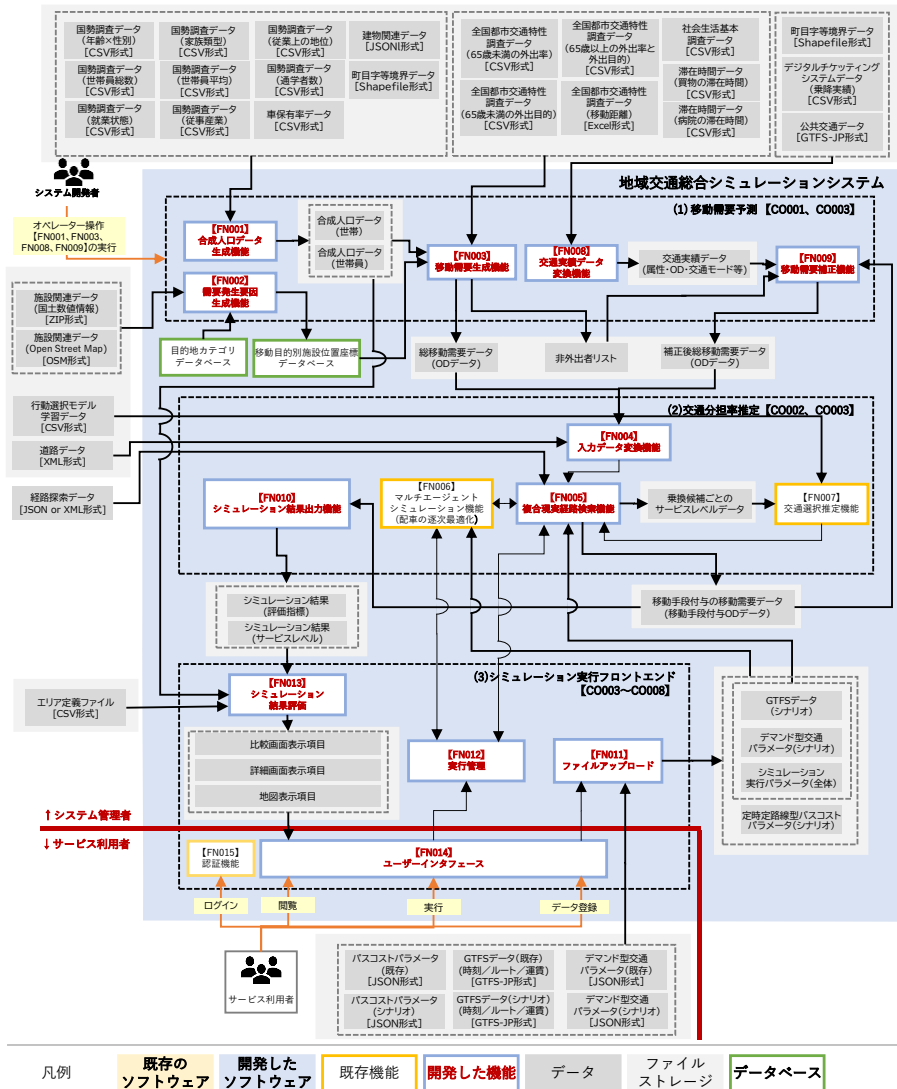 国勢調査データ
(年齢×性別)
[CSV形式]
国勢調査データ
(家族類型)
[CSV形式]
国勢調査データ
(従業上の地位)
[CSV形式]
建物関連データ
[JSONl形式]
国勢調査データ
(世帯員総数)
[CSV形式]
国勢調査データ
(世帯員平均)
[CSV形式]
国勢調査データ
(通学者数)
[CSV形式]
町目字等境界データ
[Shapefile形式]
国勢調査データ
(就業状態)
[CSV形式]
国勢調査データ
(従事産業)
[CSV形式]
車保有率データ
[CSV形式]
全国都市交通特性
調査データ
(65歳未満の外出率)
[CSV形式]
全国都市交通特性
調査データ
(65歳以上の外出率と
外出目的)
[CSV形式]
社会生活基本
調査データ
[CSV形式]
滞在時間データ
(買物の滞在時間)
[CSV形式]
全国都市交通特性
調査データ
(65歳未満の外出目的)
[CSV形式]
全国都市交通特性
調査データ
(移動距離)
[Excel形式]
滞在時間データ
(病院の滞在時間)
[CSV形式]
町目字等境界データ
[Shapefile形式]
デジタルチケッティング
システムデータ
(乗降実績)
[CSV形式]
公共交通データ
[GTFS-JP形式]
システム開発者
オペレーター操作
【FN001、FN003、
FN008、FN009】の実行
地域交通総合シミュレーションシステム
(1) 移動需要予測 【CO001、CO003】
【FN001】
合成人口データ
生成機能
合成人口データ
(世帯)
合成人口データ
(世帯員)
【FN003】
移動需要生成機能
【FN008】
交通実績データ
変換機能
交通実績データ
(属性・OD・交通モード等)
【FN009】
移動需要補正機能
【FN002】
需要発生要因
生成機能
施設関連データ
(国土数値情報)
[ZIP形式]
施設関連データ
(Open Street Map)
[OSM形式]
目的地カテゴリ
データベース
移動目的別施設位置座標
データベース
総移動需要データ
(ODデータ)
非外出者リスト
補正後総移動需要データ
(ODデータ)
行動選択モデル
学習データ
[CSV形式]
道路データ
[XML形式]
経路探索データ
[JSON or XML形式]
(2)交通分担率推定【CO002、CO003】
【FN004】
入力データ変換機能
【FN010】
シミュレーション結果出力機能
【FN006】
マルチエージェント
シミュレーション機能
(配車の逐次最適化)
【FN005】
複合現実経路検索機能
乗換候補ごとの
サービスレベルデータ
【FN007】
交通選択推定機能
シミュレーション結果
(評価指標)
シミュレーション結果
(サービスレベル)
移動手段付与の移動需要データ
(移動手段付与ODデータ)
(3)シミュレーション実行フロントエンド
【CO003~CO008】
エリア定義ファイル
[CSV形式]
【FN013】
シミュレーション
結果評価
比較画面表示項目
詳細画面表示項目
地図表示項目
【FN012】
実行管理
【FN011】
ファイルアップロード
GTFSデータ
(シナリオ)
デマンド型交通
パラメータ(シナリオ)
シミュレーション
実行パラメータ(全体)
定時定路線型パスコスト
パラメータ(シナリオ)
↑システム管理者
↓サービス利用者
【FN015】
認証機能
【FN014】
ユーザーインタフェース
ログイン
閲覧
実行
データ登録
サービス利用者
パスコストパラメータ
(既存)
[JSON形式]
GTFSデータ(既存)
(時刻/ルート/運賃)
[GTFS-JP形式]
デマンド型交通
パラメータ(既存)
[JSON形式]
パスコストパラメータ
(シナリオ)
[JSON形式]
GTFSデータ(シナリオ)
(時刻/ルート/運賃)
[GTFS-JP形式]
デマンド型交通
パラメータ(シナリオ)
[JSON形式]
凡例
既存の
ソフトウェア
開発した
ソフトウェア
既存機能
開発した機能
データ
ファイル
ストレージ
データベース